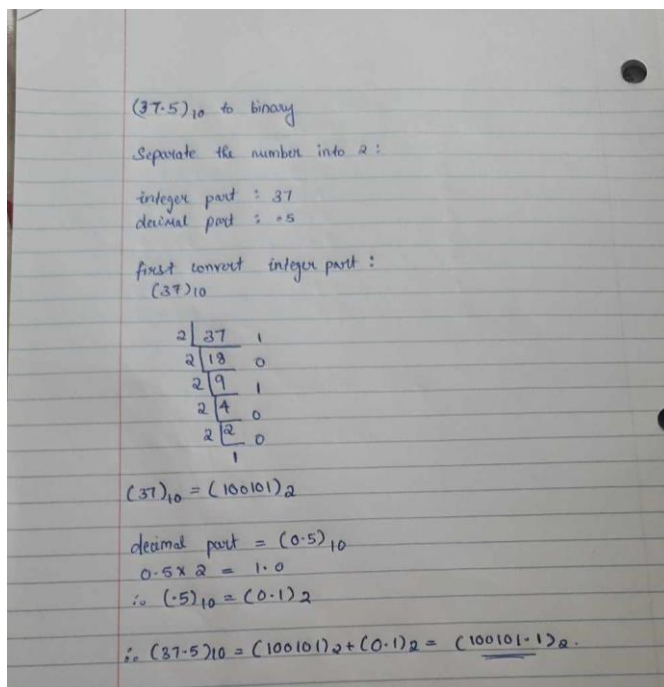 (37.5)10 to binary
Separate the number into 2:
integer part : 37
decimal part : .5
first convert integer part :
(37)10
2 37 1
2 18 0
2 9 1
2 4 0
2 2 0
1
(37)10 = (100101)2
decimal part = (0.5)10
0.5 x 2 = 1.0
∴ (.5)10 = (0.1)2
∴ (37.5)10 = (100101)2 + (0.1)2 = (100101.1)2.